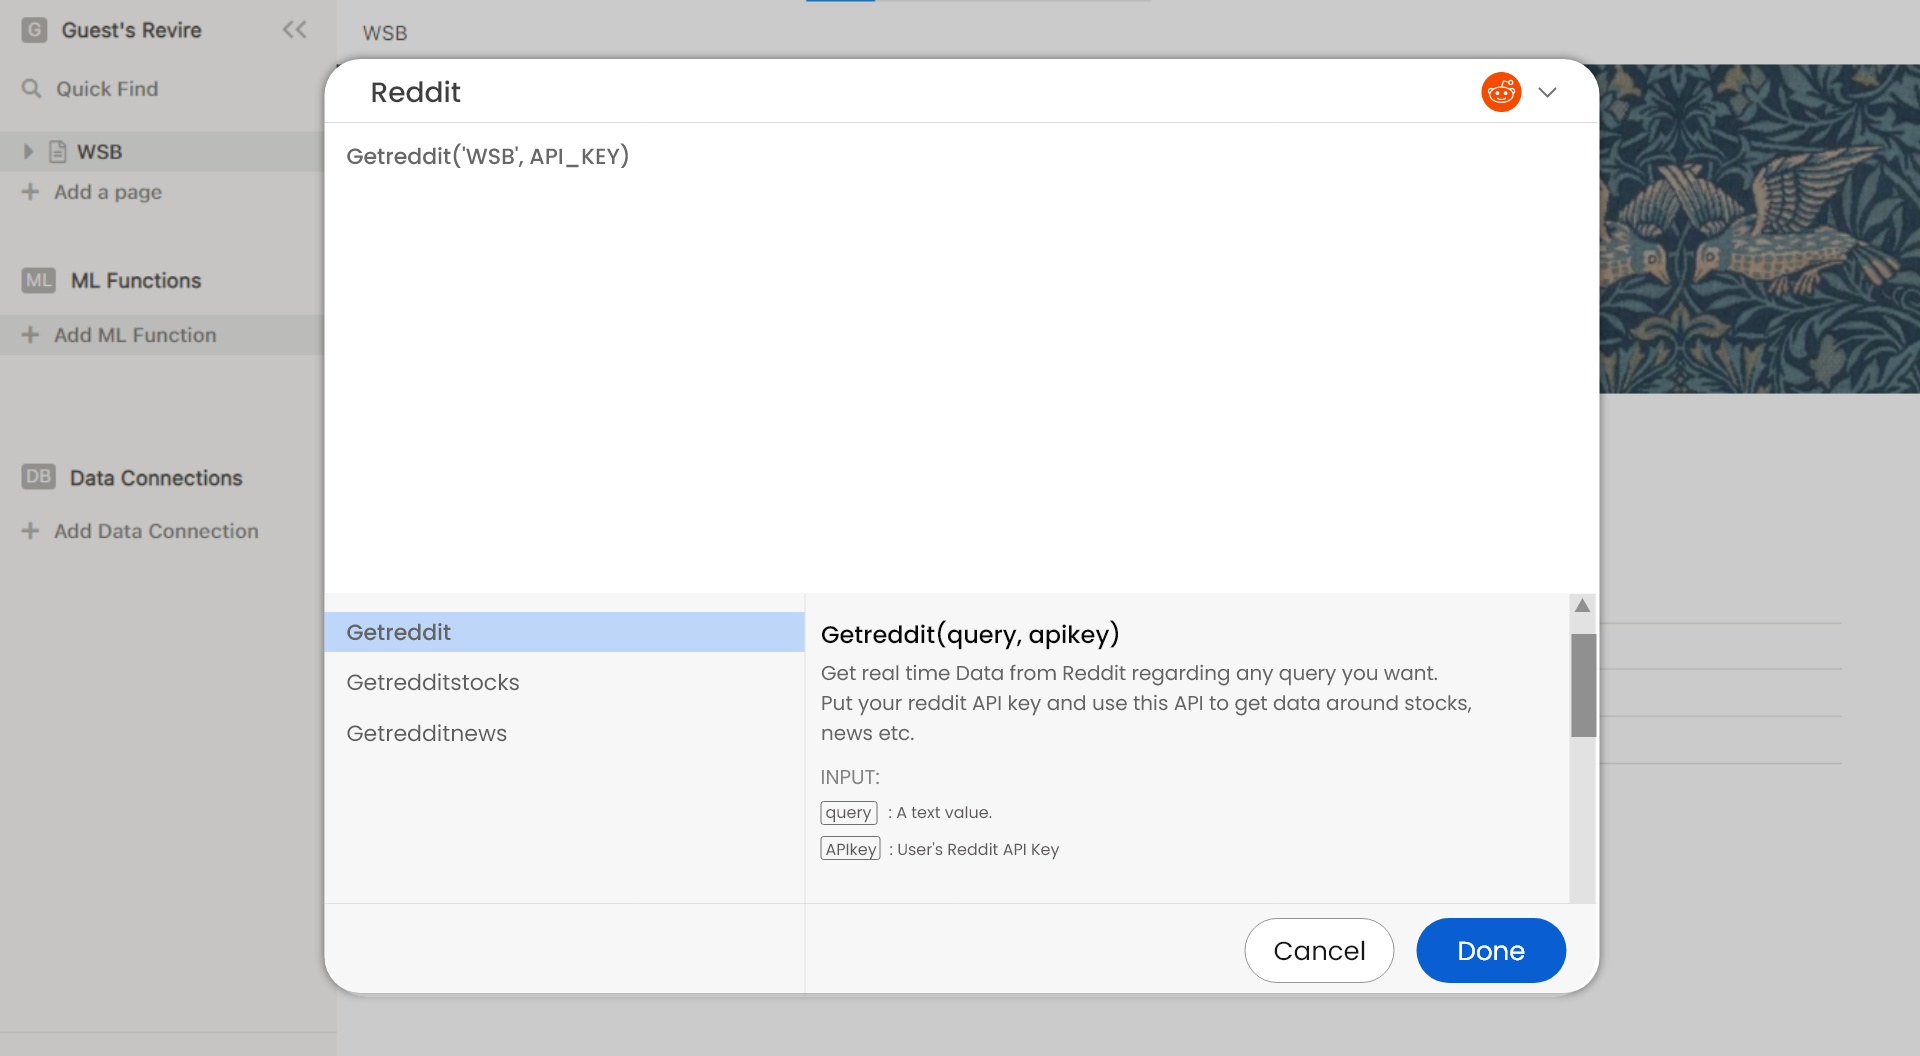 G Guest's Revire
WSB
Quick Find
WSB
Add a page
ML ML Functions
Add ML Function
DB Data Connections
Add Data Connection
Reddit
Getreddit('WSB', API_KEY)
Getreddit
Getredditstocks
Getredditnews
Getreddit(query, apikey)
Get real time Data from Reddit regarding any query you want.
Put your reddit API key and use this API to get data around stocks,
news etc.
INPUT:
query : A text value.
APIkey : User's Reddit API Key
Cancel Done